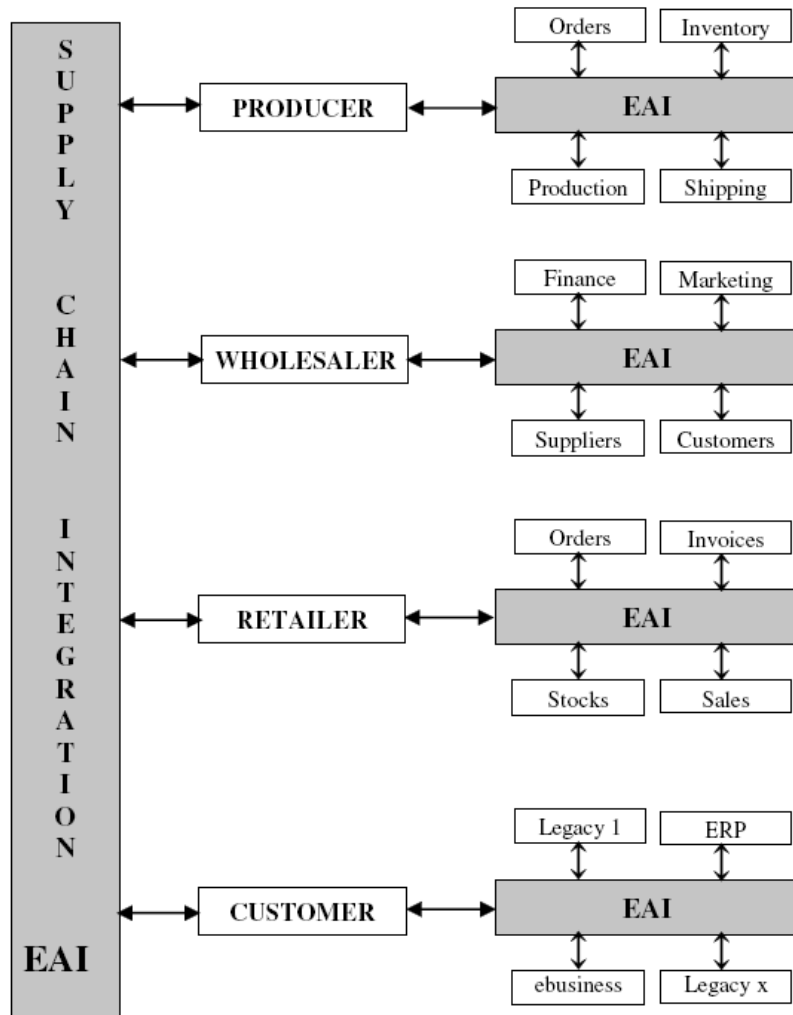 SUPPLY CHAIN INTEGRATION
EAI
Orders
Inventory
PRODUCER
EAI
Production
Shipping
Finance
Marketing
WHOLESALER
EAI
Suppliers
Customers
Orders
Invoices
RETAILER
EAI
Stocks
Sales
Legacy 1
ERP
CUSTOMER
EAI
ebusiness
Legacy x